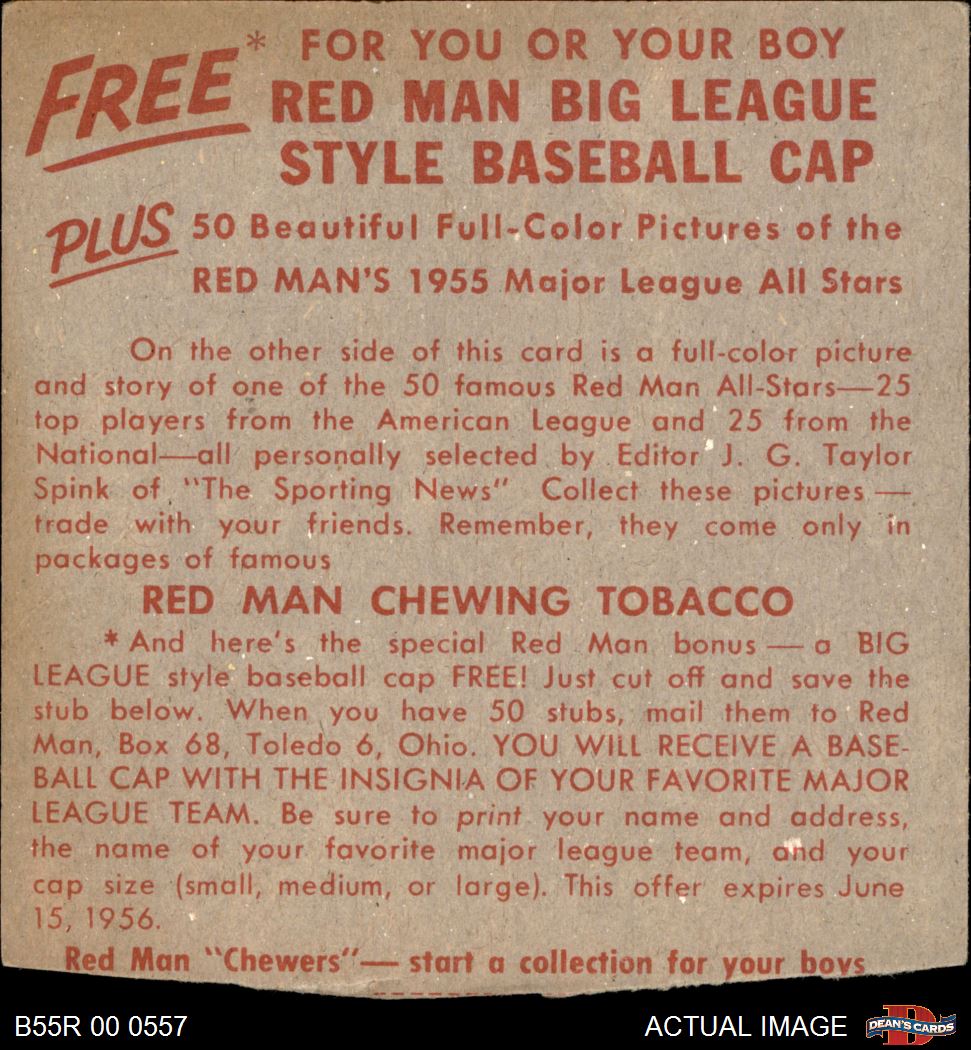 FREE* FOR YOU OR YOUR BOY
RED MAN BIG LEAGUE
STYLE BASEBALL CAP
PLUS 50 Beautiful Full-Color Pictures of the
RED MAN'S 1955 Major League All Stars
On the other side of this card is a full-color picture
and story of one of the 50 famous Red Man All-Stars—25
top players from the American League and 25 from the
National—all personally selected by Editor J. G. Taylor
Spink of "The Sporting News" Collect these pictures—
trade with your friends. Remember, they come only in
packages of famous
RED MAN CHEWING TOBACCO
* And here's the special Red Man bonus — a BIG
LEAGUE style baseball cap FREE! Just cut off and save the
stub below. When you have 50 stubs, mail them to Red
Man, Box 68, Toledo 6, Ohio. YOU WILL RECEIVE A BASE-
BALL CAP WITH THE INSIGNIA OF YOUR FAVORITE MAJOR
LEAGUE TEAM. Be sure to print your name and address,
the name of your favorite major league team, and your
cap size (small, medium, or large). This offer expires June
15, 1956.
Red Man "Chewers"— start a collection for your boys
B55R 00 0557
ACTUAL IMAGE
DEAN'S CARDS